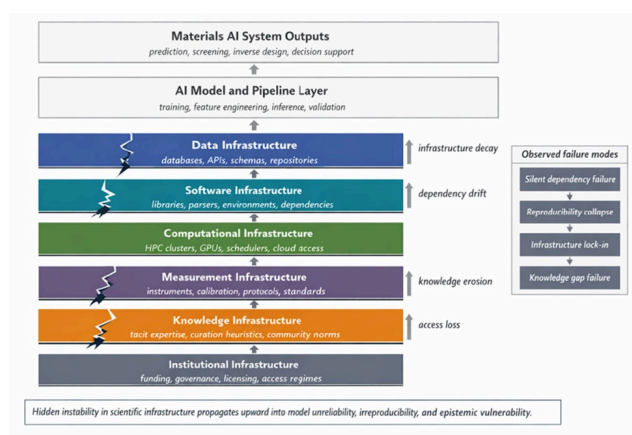 Materials AI System Outputs
prediction, screening, inverse design, decision support
AI Model and Pipeline Layer
training, feature engineering, inference, validation
Data Infrastructure
databases, APIs, schemas, repositories
infrastructure decay
Software Infrastructure
libraries, parsers, environments, dependencies
dependency drift
Computational Infrastructure
HPC clusters, GPUs, schedulers, cloud access
Measurement Infrastructure
instruments, calibration, protocols, standards
knowledge erosion
Knowledge Infrastructure
tacit expertise, curation heuristics, community norms
access loss
Institutional Infrastructure
funding, governance, licensing, access regimes
Observed failure modes
Silent dependency failure
Reproducibility collapse
Infrastructure lock-in
Knowledge gap failure
Hidden instability in scientific infrastructure propagates upward into model unreliability, irreproducibility, and epistemic vulnerability.